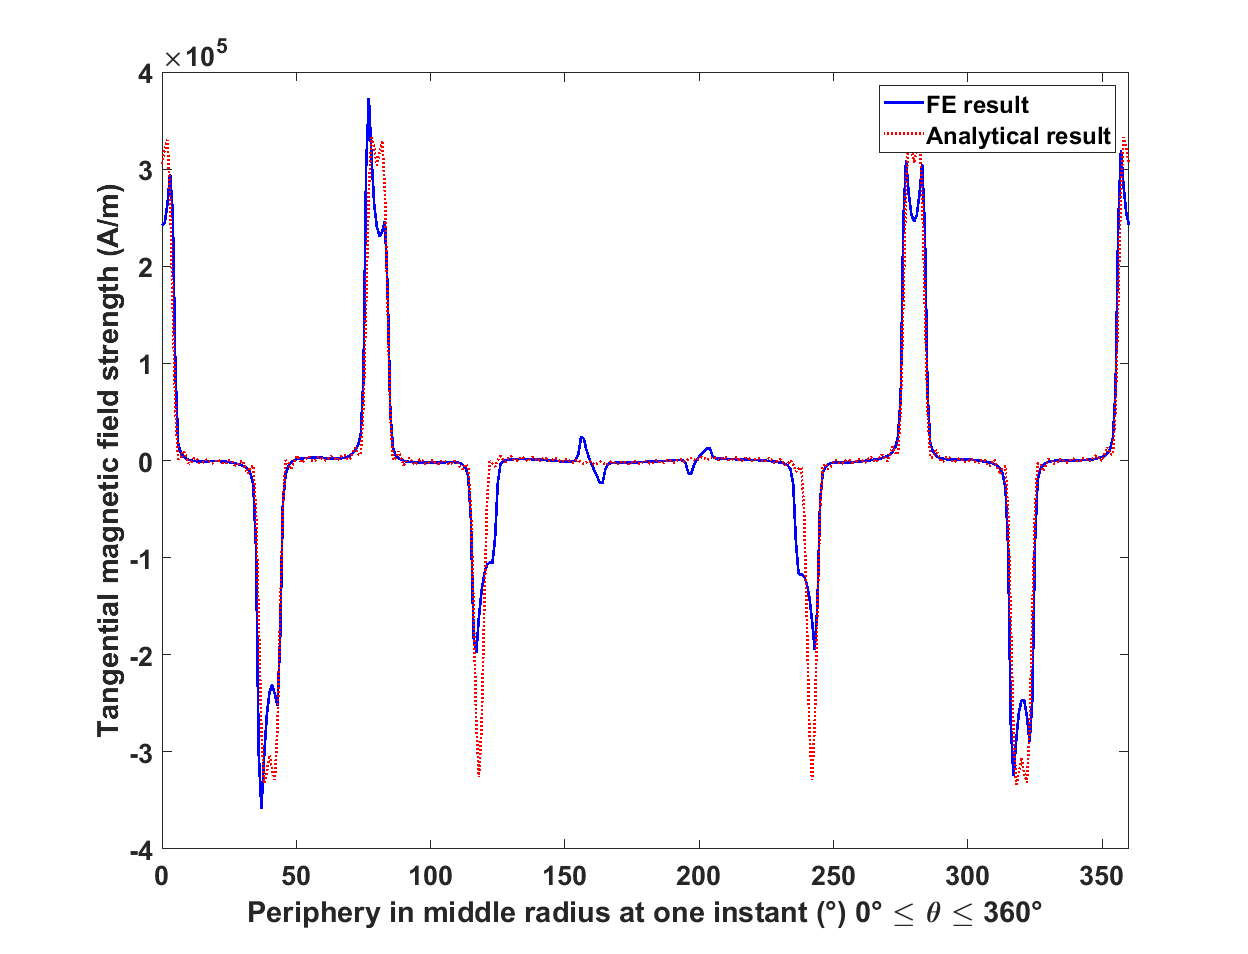 ×10⁵
4
3
2
1
0
-1
-2
-3
-4
Tangential magnetic field strength (A/m)
FE result
Analytical result
0 50 100 150 200 250 300 350
Periphery in middle radius at one instant (°) 0° ≤ θ ≤ 360°